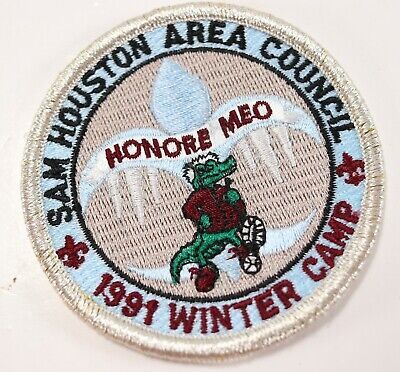 SAM HOUSTON AREA COUNCIL
HONORE MEO
1991 WINTER CAMP